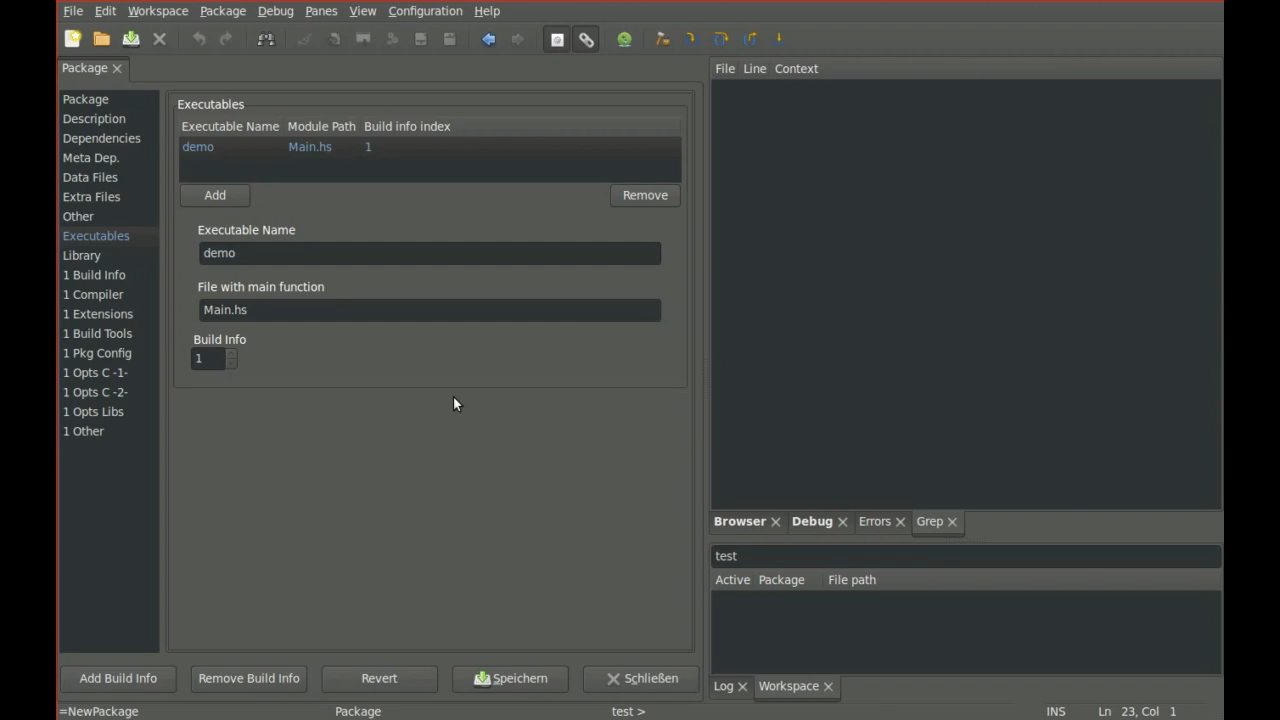 File Edit Workspace Package Debug Panes View Configuration Help
Package
File Line Context
Package
Description
Dependencies
Meta Dep.
Data Files
Extra Files
Other
Executables
Library
1 Build Info
1 Compiler
1 Extensions
1 Build Tools
1 Pkg Config
1 Opts C -1-
1 Opts C -2-
1 Opts Libs
1 Other
Executables
Executable Name Module Path Build info index
demo Main.hs 1
Add Remove
Executable Name
demo
File with main function
Main.hs
Build Info
1
Browser Debug Errors Grep
test
Active Package File path
Log Workspace
Add Build Info Remove Build Info Revert Speichern Schließen
=NewPackage Package test > INS Ln 23, Col 1